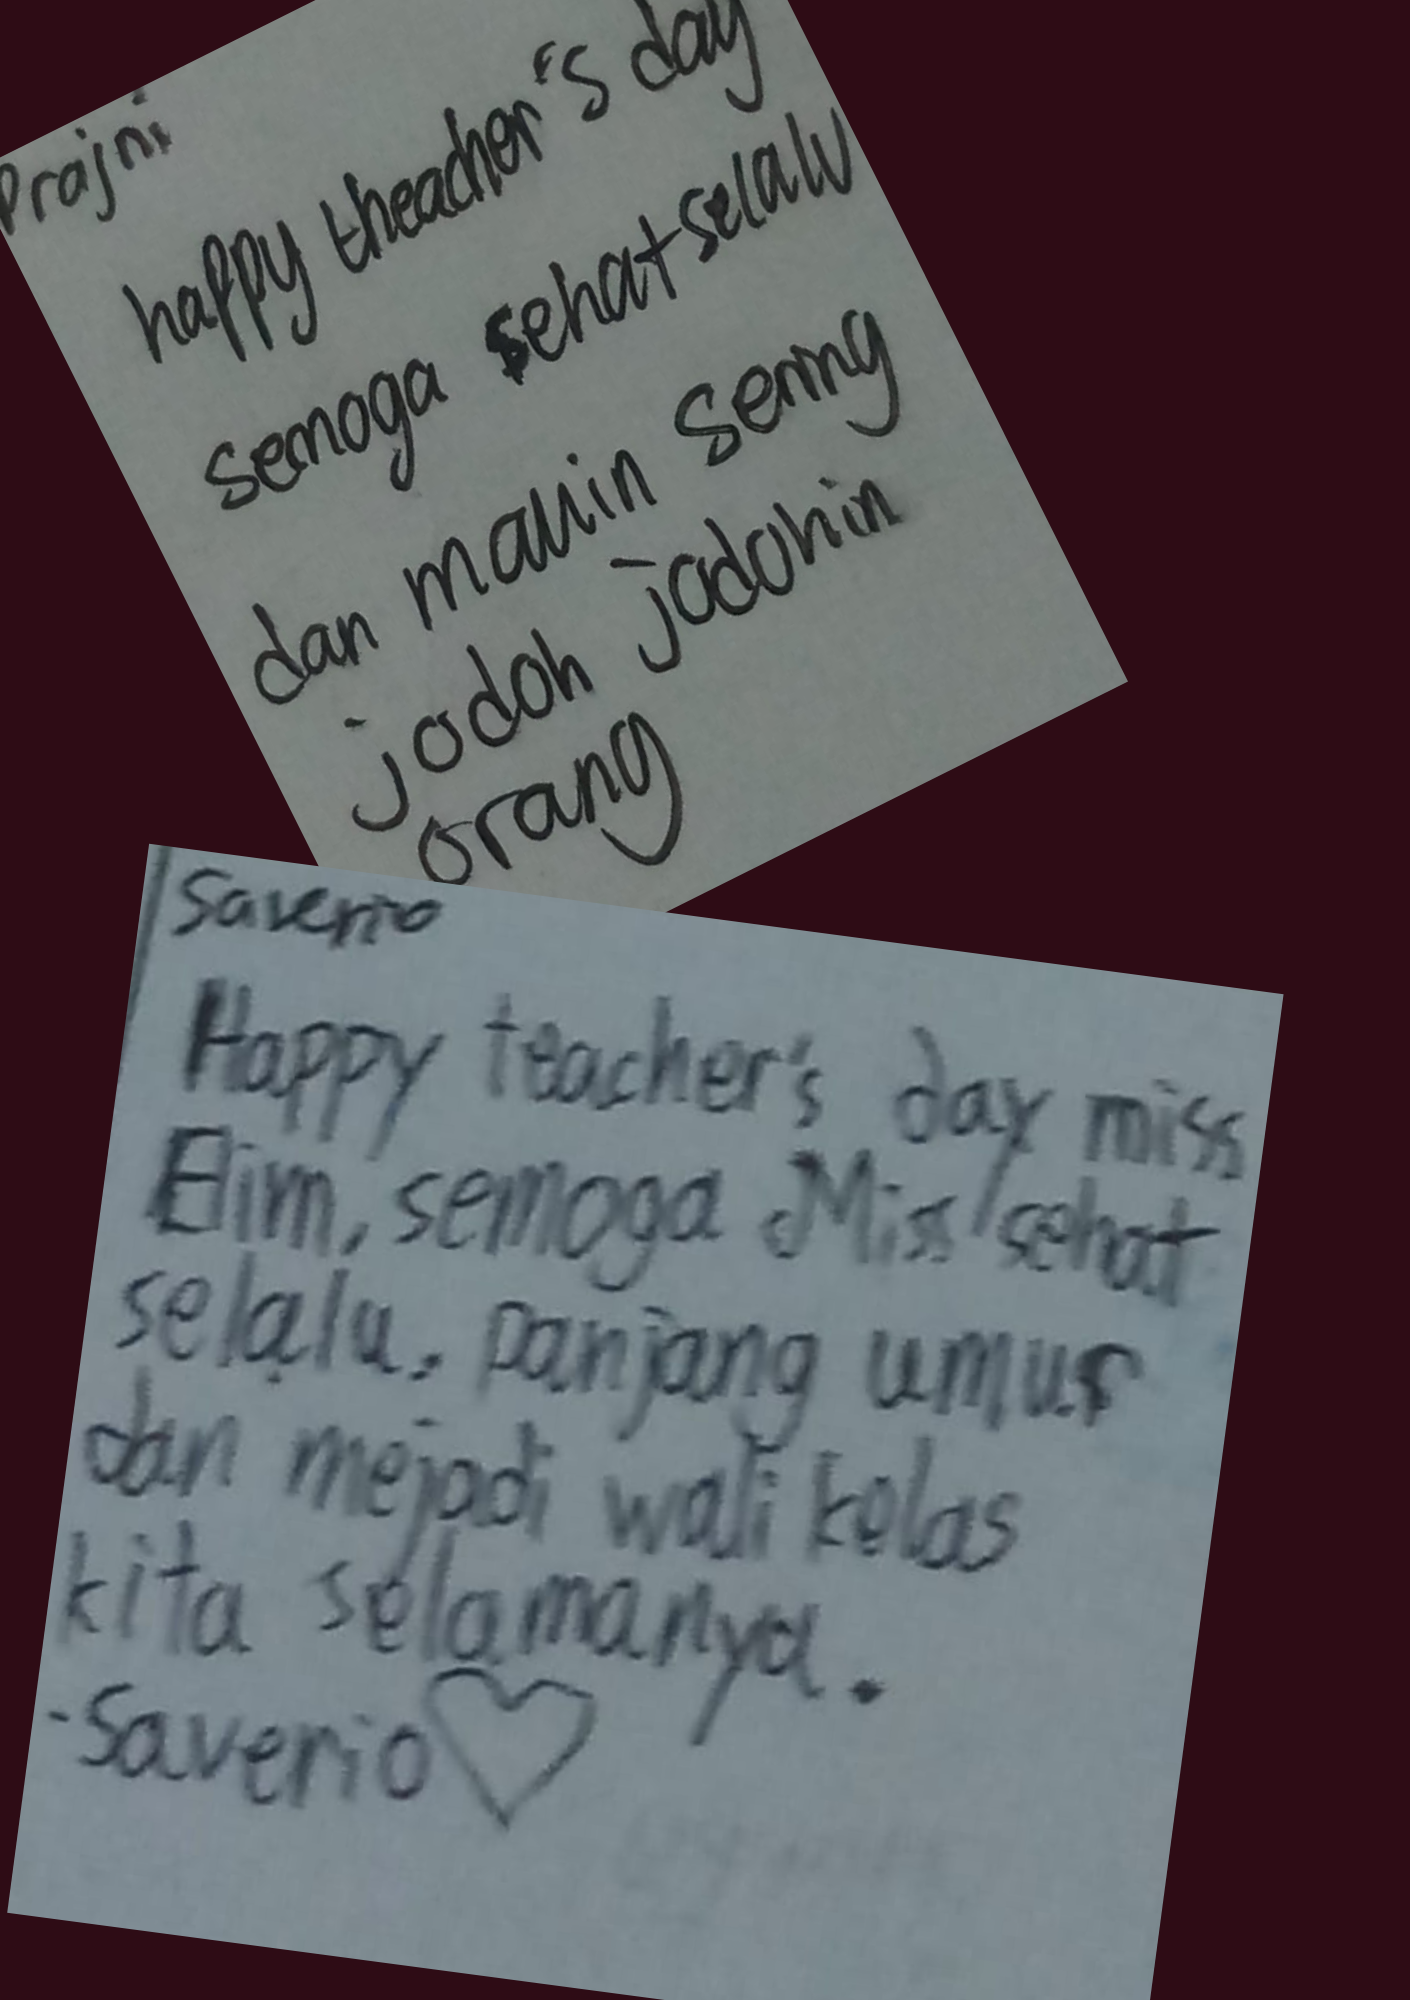 Prajni
happy theacher's day
semoga sehat selalu
dan makin sering
jodoh jodohin
orang
Saverio
Happy teacher's day miss
Elim, semoga Miss sehat
selalu, panjang umur
dan mejadi wali kelas
kita selamanya.
-Saverio